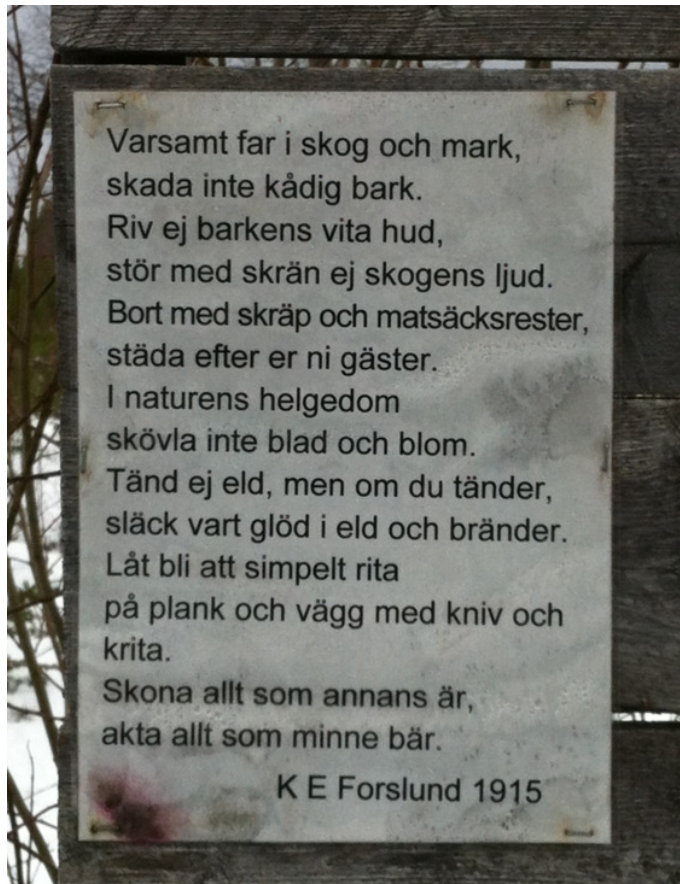 Varsamt far i skog och mark,
skada inte kådig bark.
Riv ej barkens vita hud,
stör med skrän ej skogens ljud.
Bort med skräp och matsäcksrester,
städa efter er ni gäster.
I naturens helgedom
skövla inte blad och blom.
Tänd ej eld, men om du tänder,
släck vart glöd i eld och bränder.
Låt bli att simpelt rita
på plank och vägg med kniv och
krita.
Skona allt som annans är,
akta allt som minne bär.
K E Forslund 1915